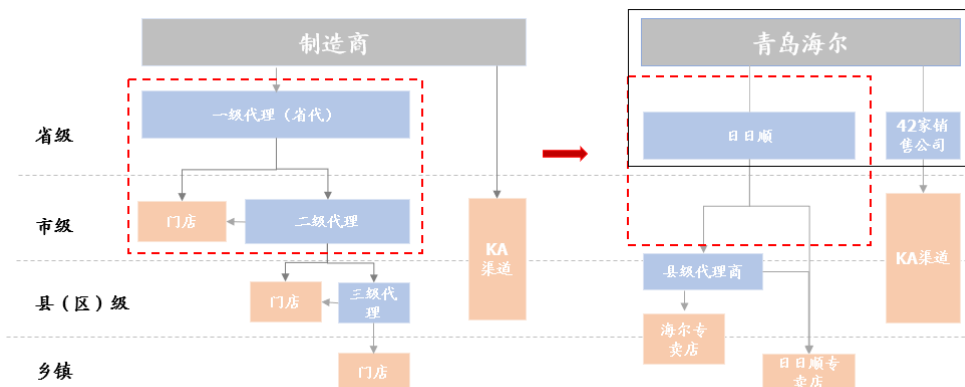 制造商
青岛海尔
省级
一级代理（省代）
日日顺
42家销
售公司
市级
门店
二级代理
KA
渠道
KA渠道
县（区）级
门店
三级代
理
县级代理商
海尔专
卖店
乡镇
门店
日日顺专
卖店